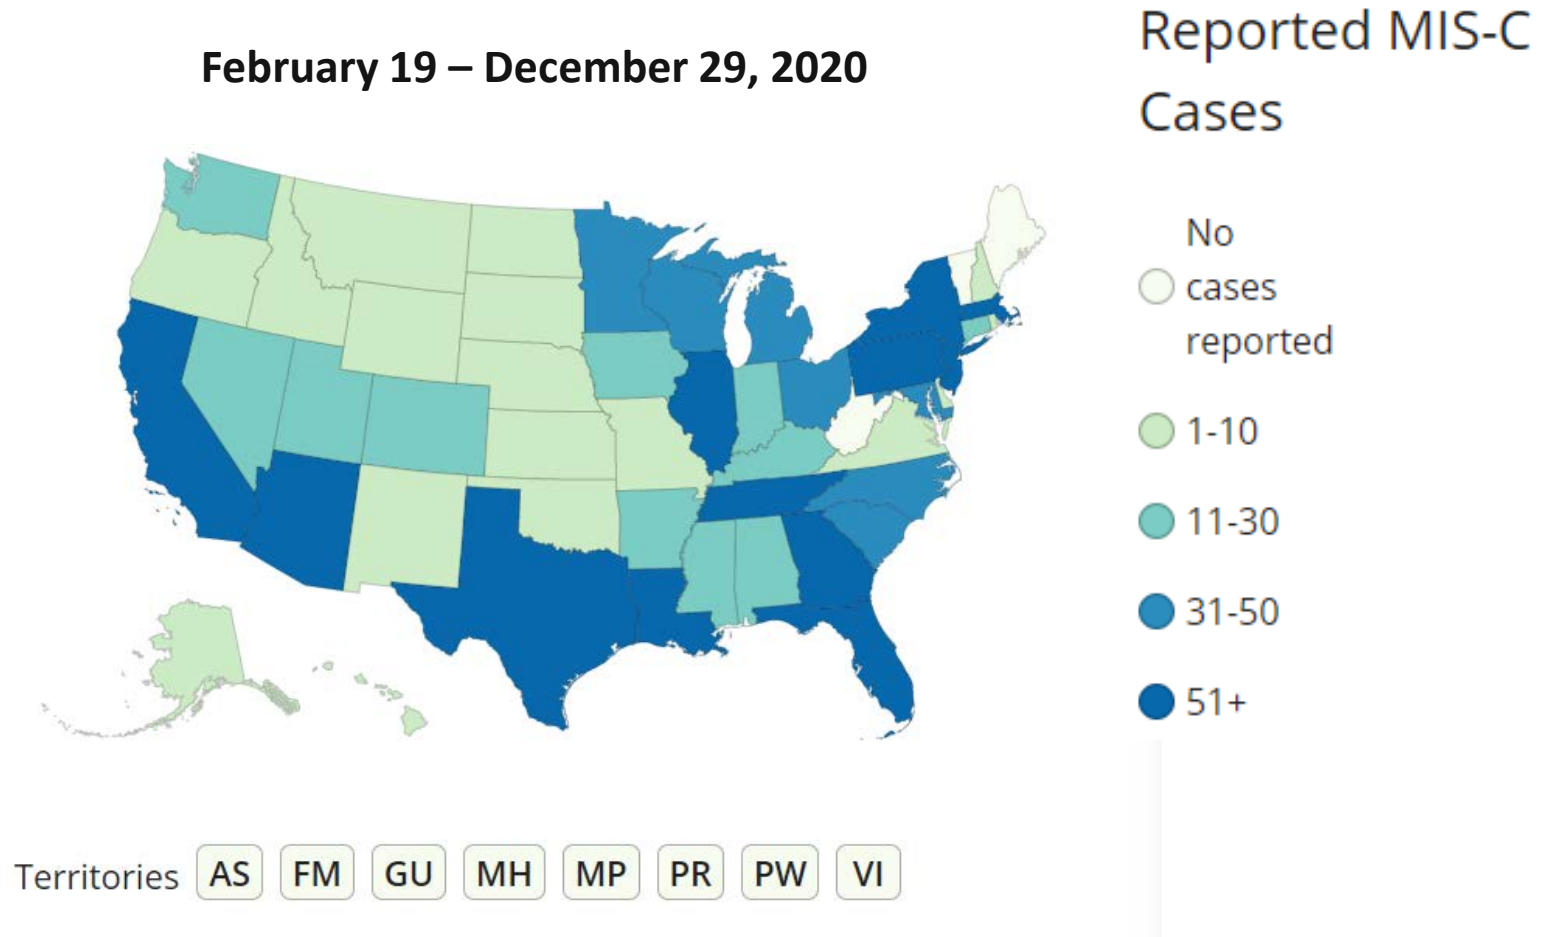 February 19 – December 29, 2020
Reported MIS-C
Cases
No
cases
reported
1-10
11-30
31-50
51+
Territories AS FM GU MH MP PR PW VI